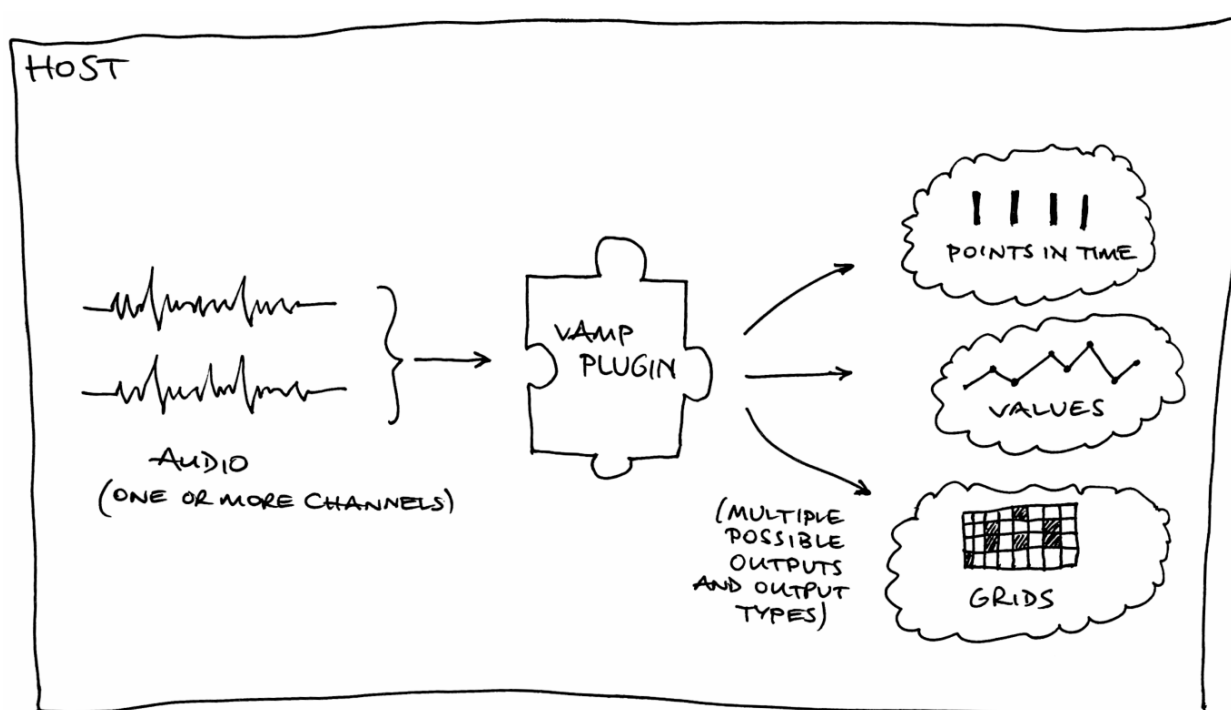 HOST
AUDIO
(ONE OR MORE CHANNELS)
VAMP
PLUGIN
(MULTIPLE
POSSIBLE
OUTPUTS
AND OUTPUT
TYPES)
POINTS IN TIME
VALUES
GRIDS